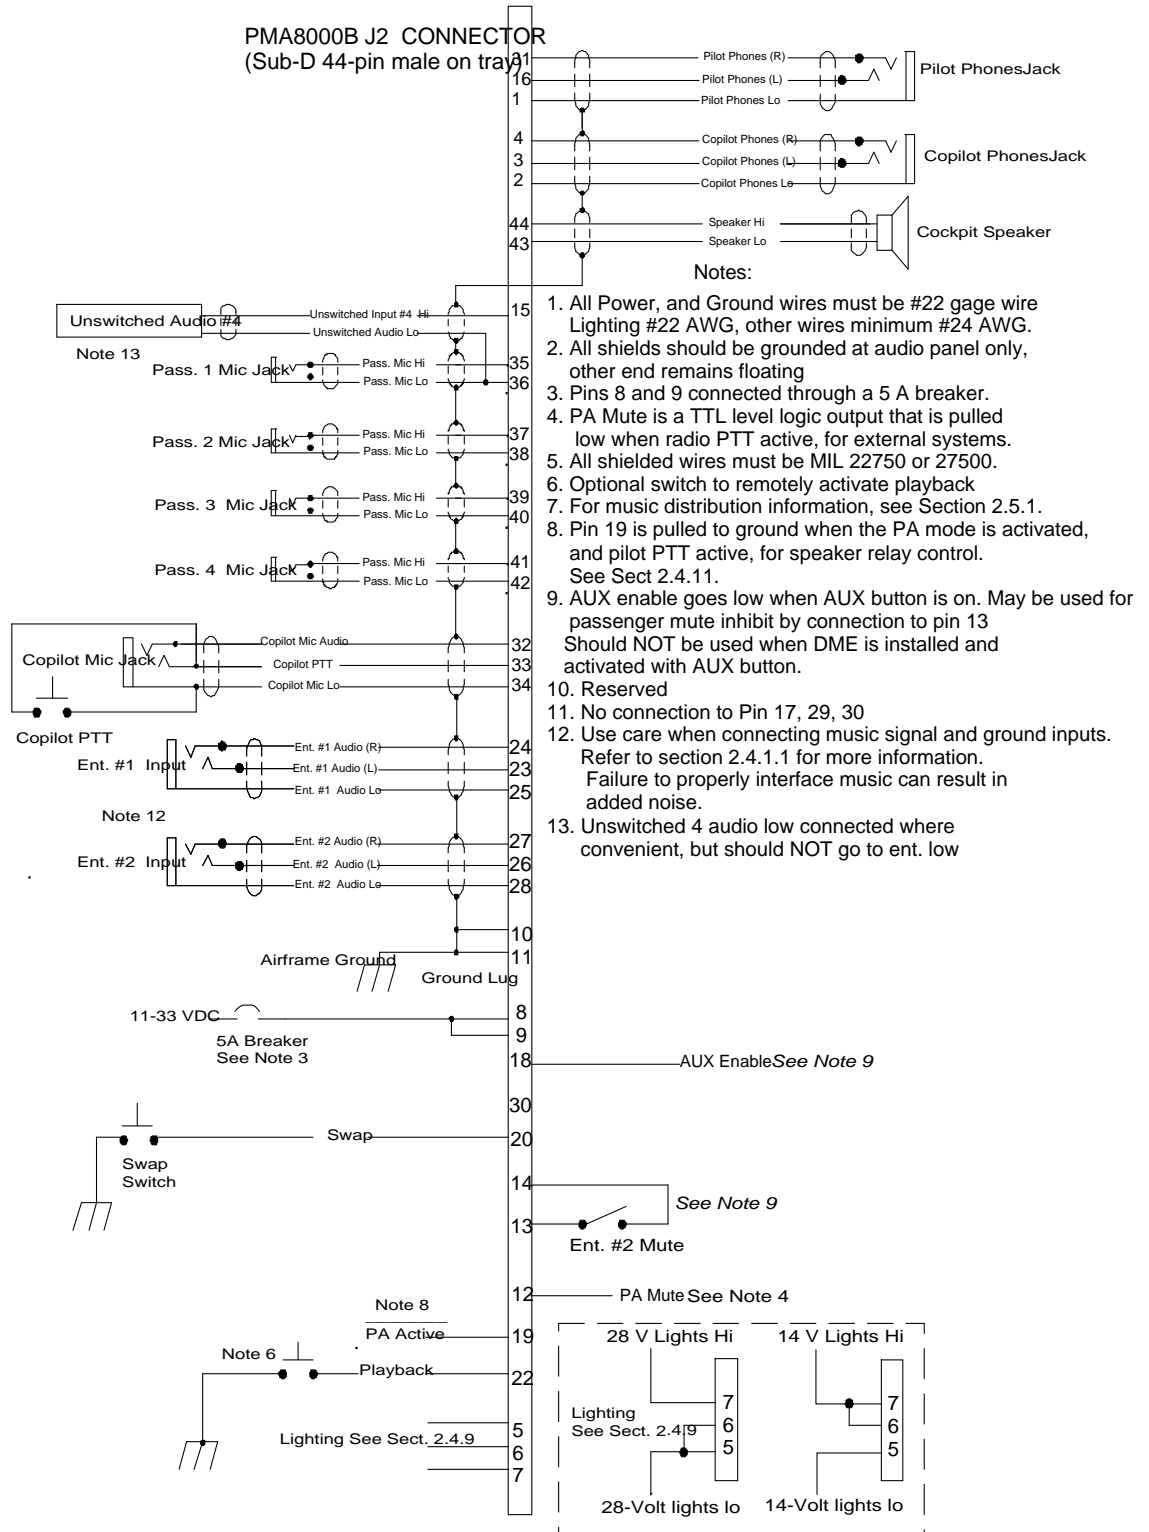 PMA8000B J2  CONNECTOR
(Sub-D 44-pin male on tray)
31
Pilot Phones (R)
16
Pilot Phones (L)
1
Pilot Phones Lo
Pilot PhonesJack
4
Copilot Phones (R)
3
Copilot Phones (L)
2
Copilot Phones Lo
Copilot PhonesJack
44
Speaker Hi
43
Speaker Lo
Cockpit Speaker
Notes:
1. All Power, and Ground wires must be #22 gage wire
Lighting #22 AWG, other wires minimum #24 AWG.
2. All shields should be grounded at audio panel only,
other end remains floating
3. Pins 8 and 9 connected through a 5 A breaker.
4. PA Mute is a TTL level logic output that is pulled
low when radio PTT active, for external systems.
5. All shielded wires must be MIL 22750 or 27500.
6. Optional switch to remotely activate playback
7. For music distribution information, see Section 2.5.1.
8. Pin 19 is pulled to ground when the PA mode is activated,
and pilot PTT active, for speaker relay control.
See Sect 2.4.11.
9. AUX enable goes low when AUX button is on. May be used for
passenger mute inhibit by connection to pin 13
Should NOT be used when DME is installed and
activated with AUX button.
10. Reserved
11. No connection to Pin 17, 29, 30
12. Use care when connecting music signal and ground inputs.
Refer to section 2.4.1.1 for more information.
Failure to properly interface music can result in
added noise.
13. Unswitched 4 audio low connected where
convenient, but should NOT go to ent. low
Unswitched Audio #4
Unswitched Input #4  Hi
15
Unswitched Audio Lo
Note 13
Pass. 1 Mic Jack
Pass. Mic Hi
35
Pass. Mic Lo
36
Pass. 2 Mic Jack
Pass. Mic Hi
37
Pass. Mic Lo
38
Pass. 3  Mic Jack
Pass. Mic Hi
39
Pass. Mic Lo
40
Pass. 4  Mic Jack
Pass. Mic Hi
41
Pass. Mic Lo
42
Copilot Mic Jack
Copilot Mic Audio
32
Copilot PTT
33
Copilot Mic Lo
34
Copilot PTT
Ent. #1  Input
Ent. #1 Audio (R)
24
Ent. #1 Audio (L)
23
Ent. #1  Audio Lo
25
Note 12
Ent. #2  Input
Ent. #2 Audio (R)
27
Ent. #2  Audio (L)
26
Ent. #2  Audio Lo
28
10
Airframe Ground
11
Ground Lug
11-33 VDC
8
5A Breaker
See Note 3
9
18
AUX EnableSee Note 9
30
Swap
20
Swap
Switch
14
See Note 9
13
Ent. #2 Mute
12
PA Mute See Note 4
Note 8
PA Active
19
Note 6
Playback
22
Lighting See Sect. 2.4.9
5
6
7
28 V Lights Hi
14 V Lights Hi
Lighting
See Sect. 2.4.9
7
6
5
7
6
5
28-Volt lights lo
14-Volt lights lo